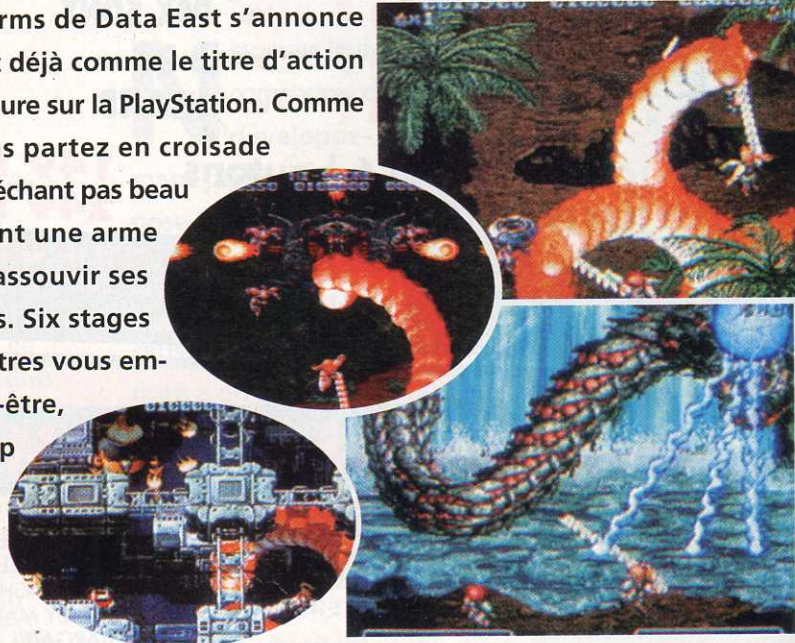 rms de Data East s’annonce
déjà comme le titre d’action
ure sur la PlayStation. Comme
s partez en croisade
échant pas beau
nt une arme
assouvir ses
s. Six stages
tres vous em-
-être,
p